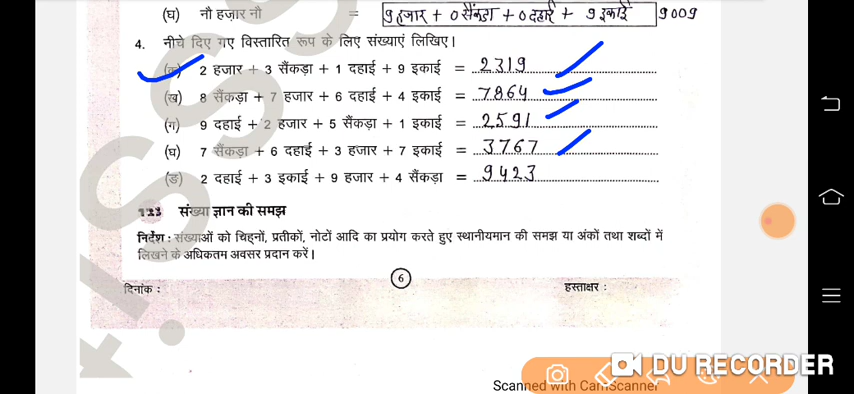 (घ) नौ हज़ार नौ = 9 हजार + 0 सैंकड़ा + 0 दहाई + 9 इकाई 9009
4. नीचे दिए गए विस्तारित रूप के लिए संख्याएं लिखिए।
(क) 2 हजार + 3 सैंकड़ा + 1 दहाई + 9 इकाई = 2319
(ख) 8 सैंकड़ा + 7 हजार + 6 दहाई + 4 इकाई = 7864
(ग) 9 दहाई + 2 हजार + 5 सैंकड़ा + 1 इकाई = 2591
(घ) 7 सैंकड़ा + 6 दहाई + 3 हजार + 7 इकाई = 3767
(ङ) 2 दहाई + 3 इकाई + 9 हजार + 4 सैंकड़ा = 9423
संख्या ज्ञान की समझ
निर्देश : संख्याओं को चिह्नों, प्रतीकों, नोटों आदि का प्रयोग करते हुए स्थानीयमान की समझ या अंकों तथा शब्दों में
लिखने के अधिकतम अवसर प्रदान करें।
6
दिनांक : हस्ताक्षर :
DU RECORDER
Scanned with CamScanner